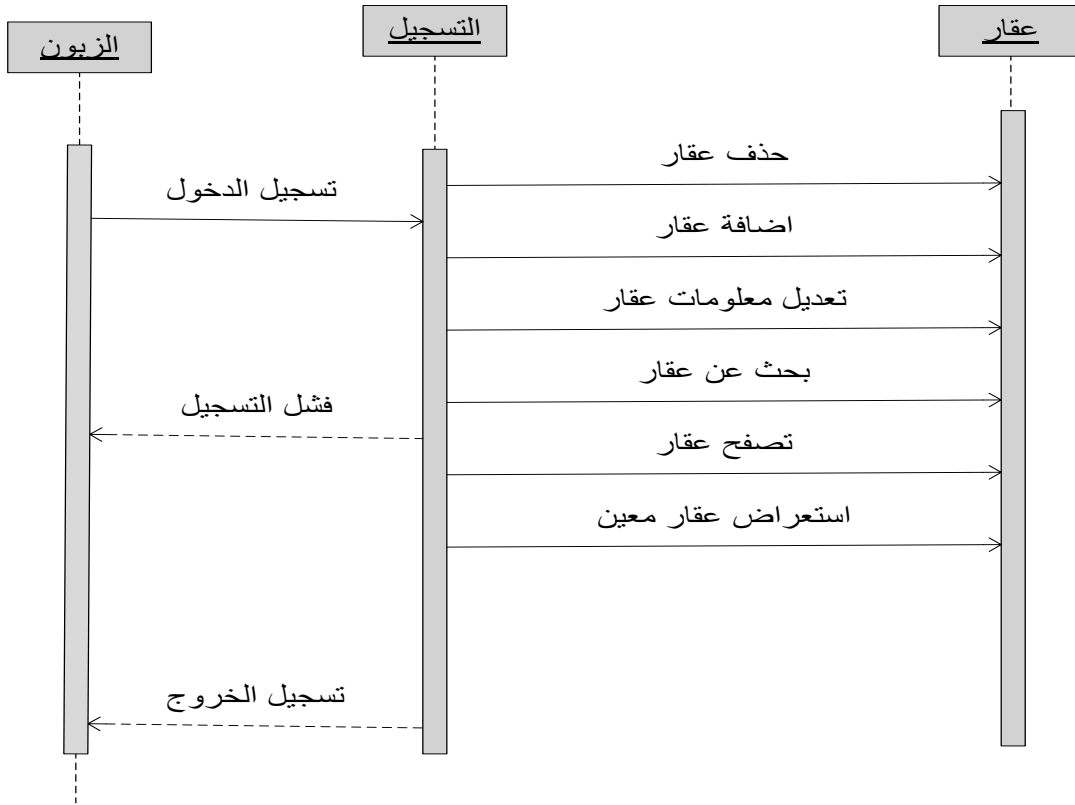 الزبون
التسجيل
عقار
حذف عقار
تسجيل الدخول
اضافة عقار
تعديل معلومات عقار
بحث عن عقار
فشل التسجيل
تصفح عقار
استعراض عقار معين
تسجيل الخروج